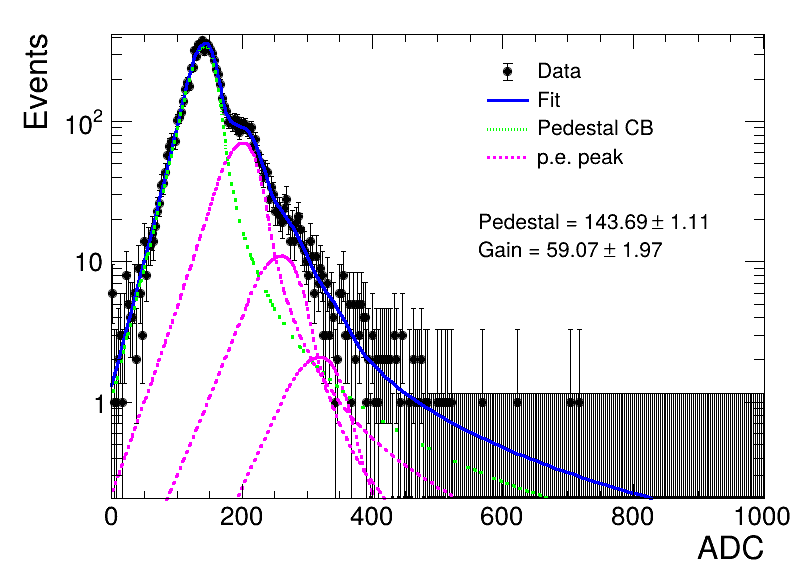 Events
10²
10
1
Data
Fit
Pedestal CB
p.e. peak
Pedestal = 143.69 ± 1.11
Gain = 59.07 ± 1.97
0 200 400 600 800 1000
ADC